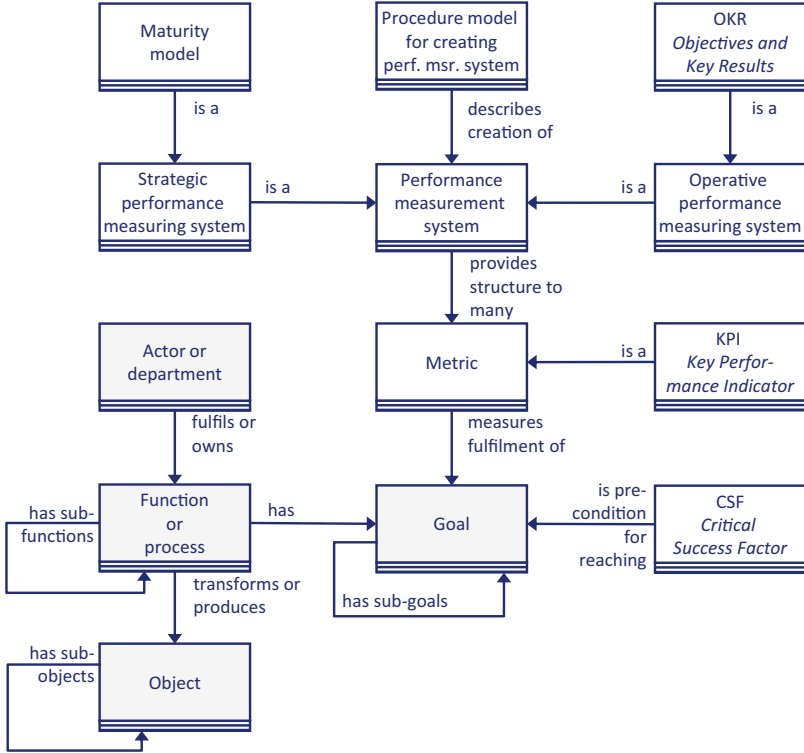 Maturity
model
Procedure model
for creating
perf. msr. system
OKR
Objectives and
Key Results
is a
describes
creation of
is a
Strategic
performance
measuring system
is a
Performance
measurement
system
is a
Operative
performance
measuring system
provides
structure to
many
Actor or
department
Metric
is a
KPI
Key Perfor-
mance Indicator
fulfils or
owns
measures
fulfilment of
has sub-
functions
Function
or
process
has
Goal
is pre-
condition
for
reaching
CSF
Critical
Success Factor
transforms or
produces
has sub-goals
has sub-
objects
Object